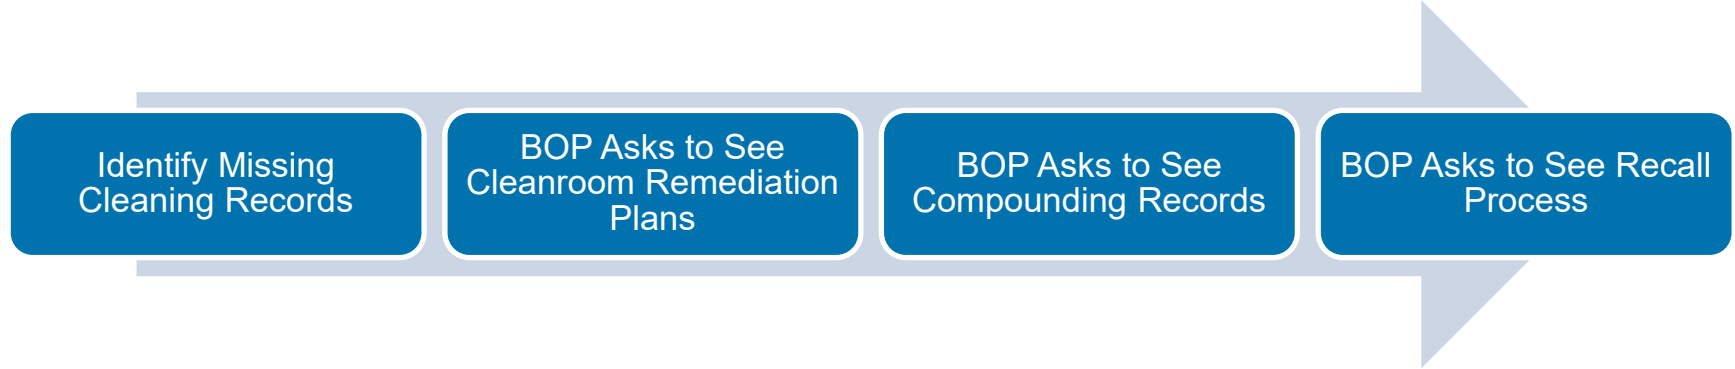 Identify Missing
Cleaning Records
BOP Asks to See
Cleanroom Remediation
Plans
BOP Asks to See
Compounding Records
BOP Asks to See Recall
Process